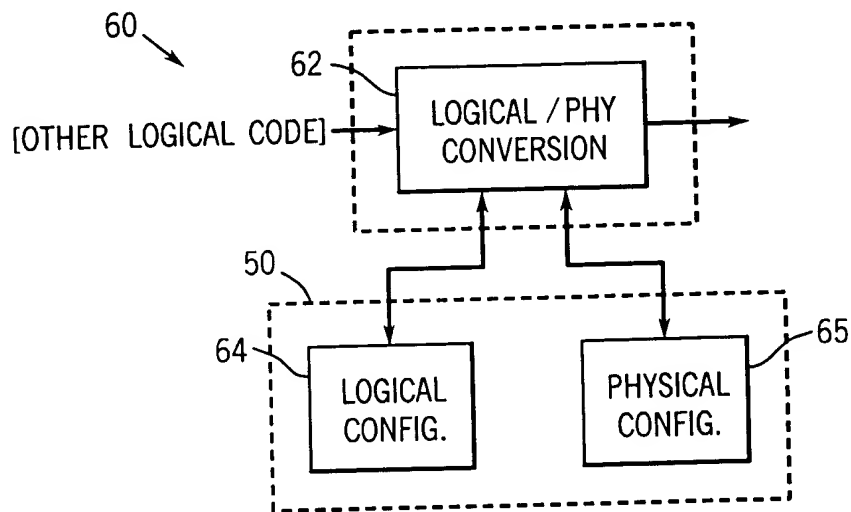 60
62
[OTHER LOGICAL CODE]
LOGICAL / PHY
CONVERSION
50
64
LOGICAL
CONFIG.
65
PHYSICAL
CONFIG.